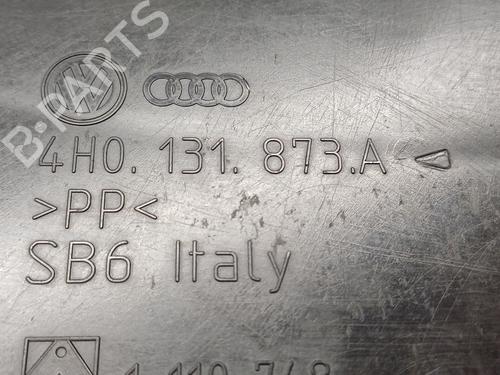 B-PARTS
4H0. 131. 873.A
>PP<
SB6 Italy